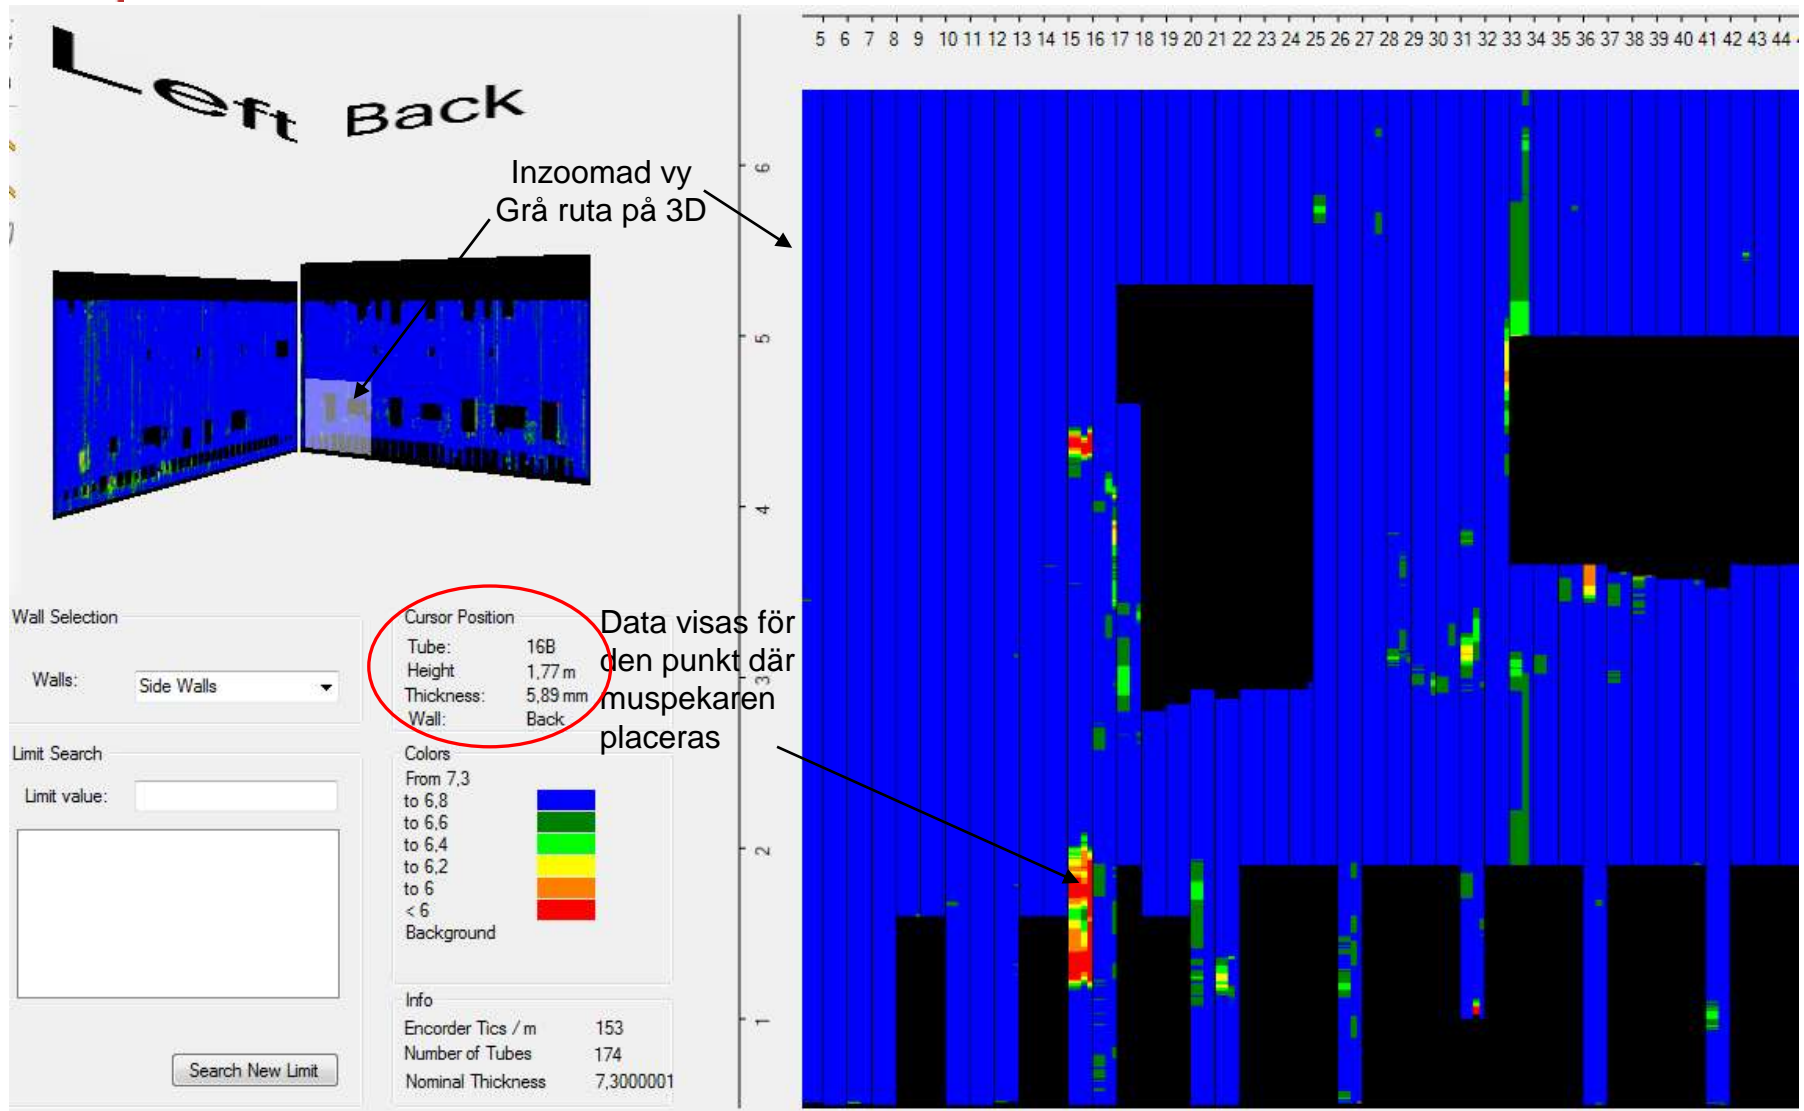 Left Back
Inzoomad vy
Grå ruta på 3D
Wall Selection
Walls:
Side Walls
Limit Search
Limit value:
Search New Limit
Cursor Position
Tube: 16B
Height 1,77 m
Thickness: 5,89 mm
Wall: Back
Data visas för
den punkt där
muspekaren
placeras
Colors
From 7,3
to 6,8
to 6,6
to 6,4
to 6,2
to 6
< 6
Background
Info
Encorder Tics / m 153
Number of Tubes 174
Nominal Thickness 7,3000001
6
5
4
3
2
1
5 6 7 8 9 10 11 12 13 14 15 16 17 18 19 20 21 22 23 24 25 26 27 28 29 30 31 32 33 34 35 36 37 38 39 40 41 42 43 44